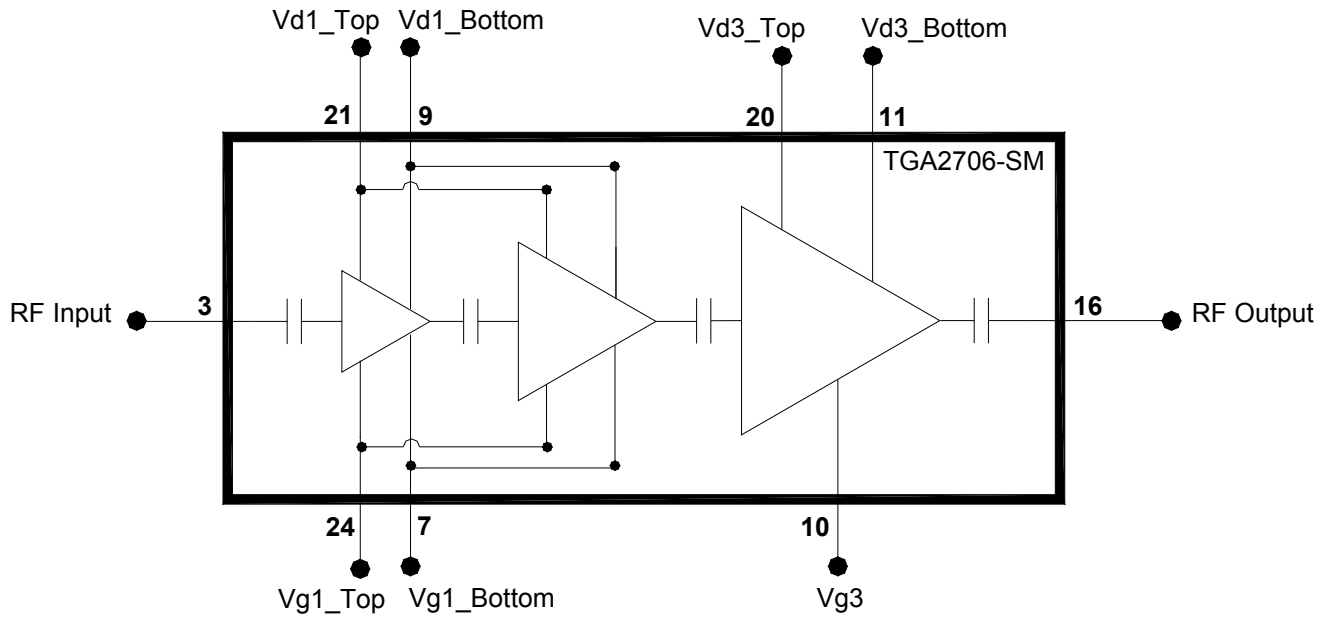 Vd1_Top Vd1_Bottom
Vd3_Top Vd3_Bottom
21 9
20 11
TGA2706-SM
RF Input 3
16 RF Output
24 7
10
Vg1_Top Vg1_Bottom
Vg3